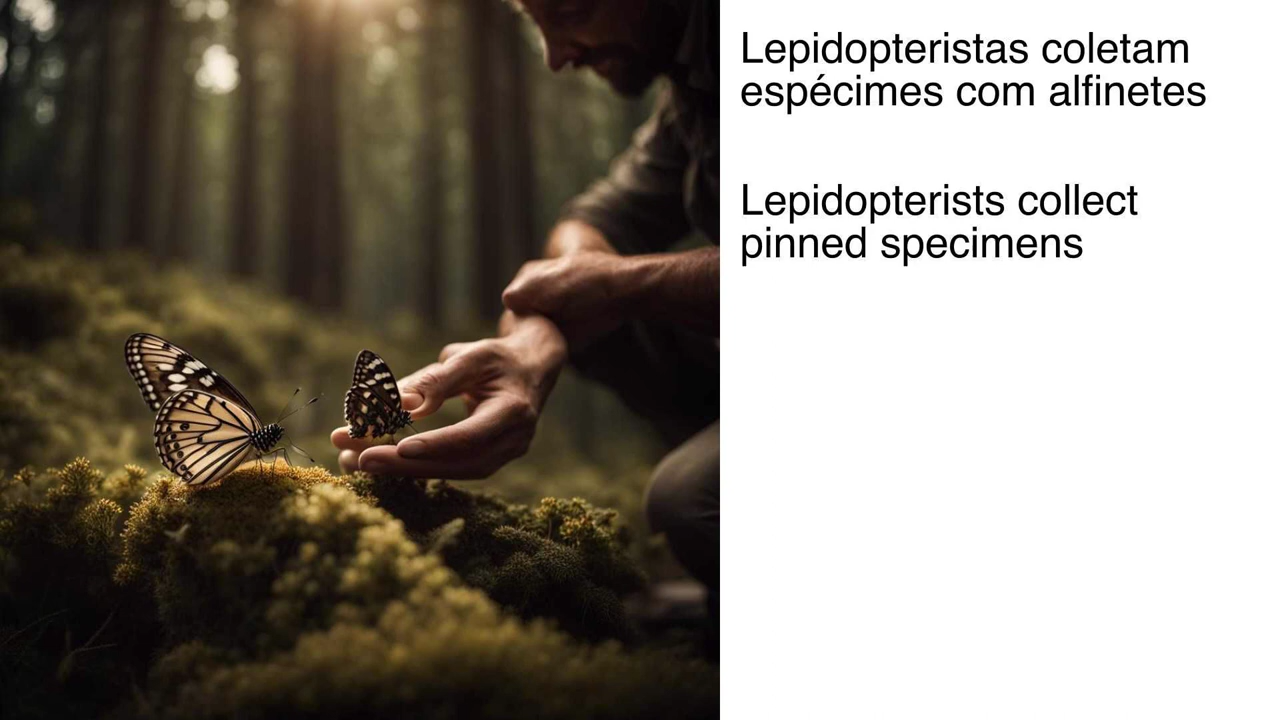 Lepidopteristas coletam
espécimes com alfinetes
Lepidopterists collect
pinned specimens